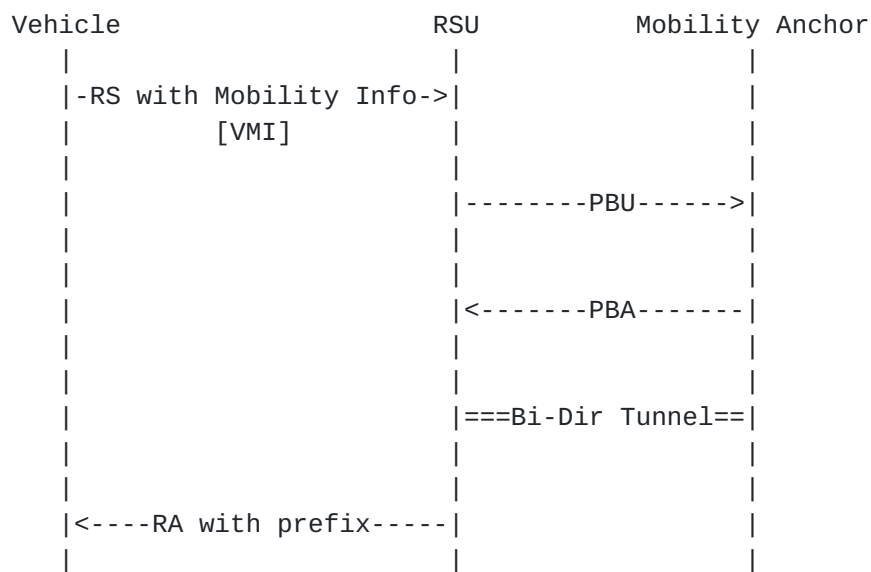 Vehicle                    RSU          Mobility Anchor
   |                        |                  |
   |-RS with Mobility Info->|                  |
   |         [VMI]          |                  |
   |                        |                  |
   |                        |--------PBU------>|
   |                        |                  |
   |                        |                  |
   |                        |<-------PBA-------|
   |                        |                  |
   |                        |                  |
   |                        |===Bi-Dir Tunnel==|
   |                        |                  |
   |                        |                  |
   |<----RA with prefix-----|                  |
   |                        |                  |